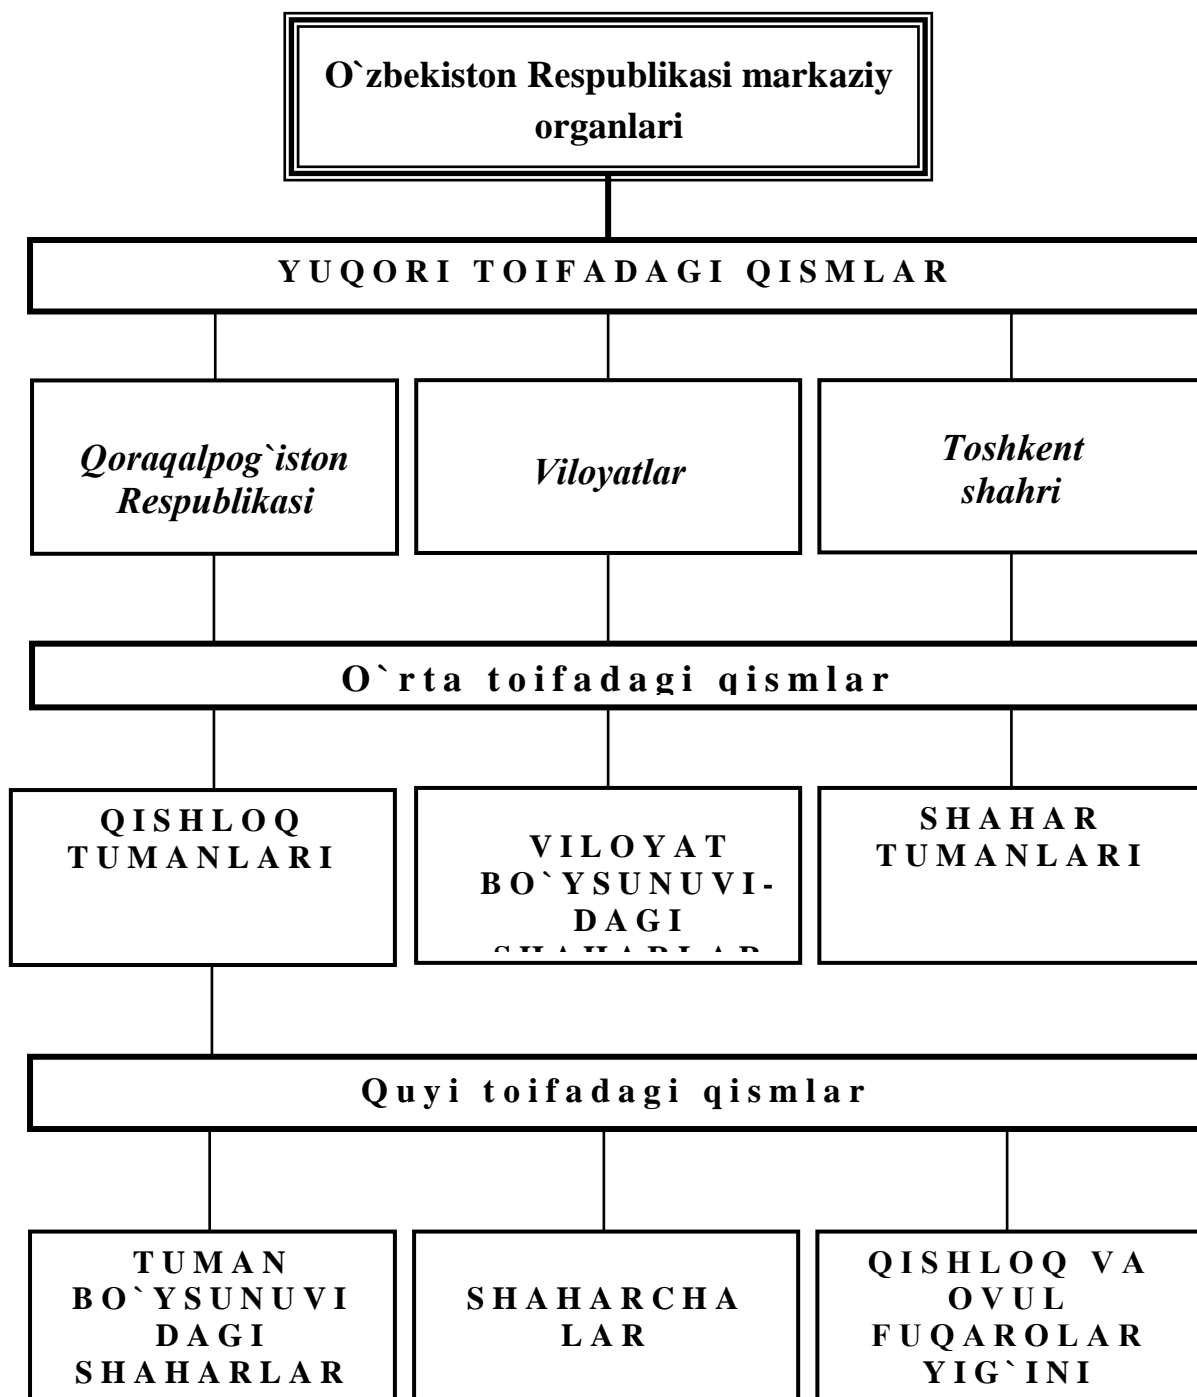 O`zbekiston Respublikasi markaziy
organlari
YUQORI TOIFADAGI QISMLAR
Qoraqalpog`iston
Respublikasi
Viloyatlar
Toshkent
shahri
O`rta toifadagi qismlar
QISHLOQ
TUMANLARI
VILOYAT
BO`YSUNUVI-
DAGI
SHAHARLAR
SHAHAR
TUMANLARI
Quyi toifadagi qismlar
TUMAN
BO`YSUNUVI
DAGI
SHAHARLAR
SHAHARCHA
LAR
QISHLOQ VA
OVUL
FUQAROLAR
YIG`INI